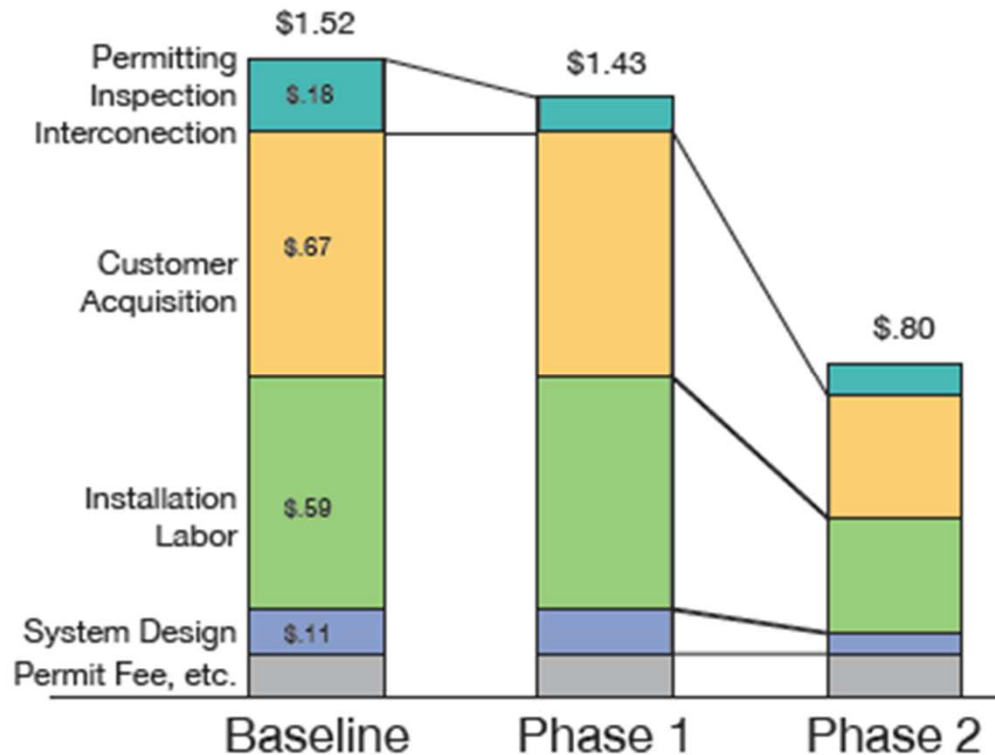 $1.52
Permitting
Inspection
Interconection
$.18
$1.43
$.67
Customer
Acquisition
$.80
Installation
Labor
$.59
System Design
$.11
Permit Fee, etc.
Baseline
Phase 1
Phase 2